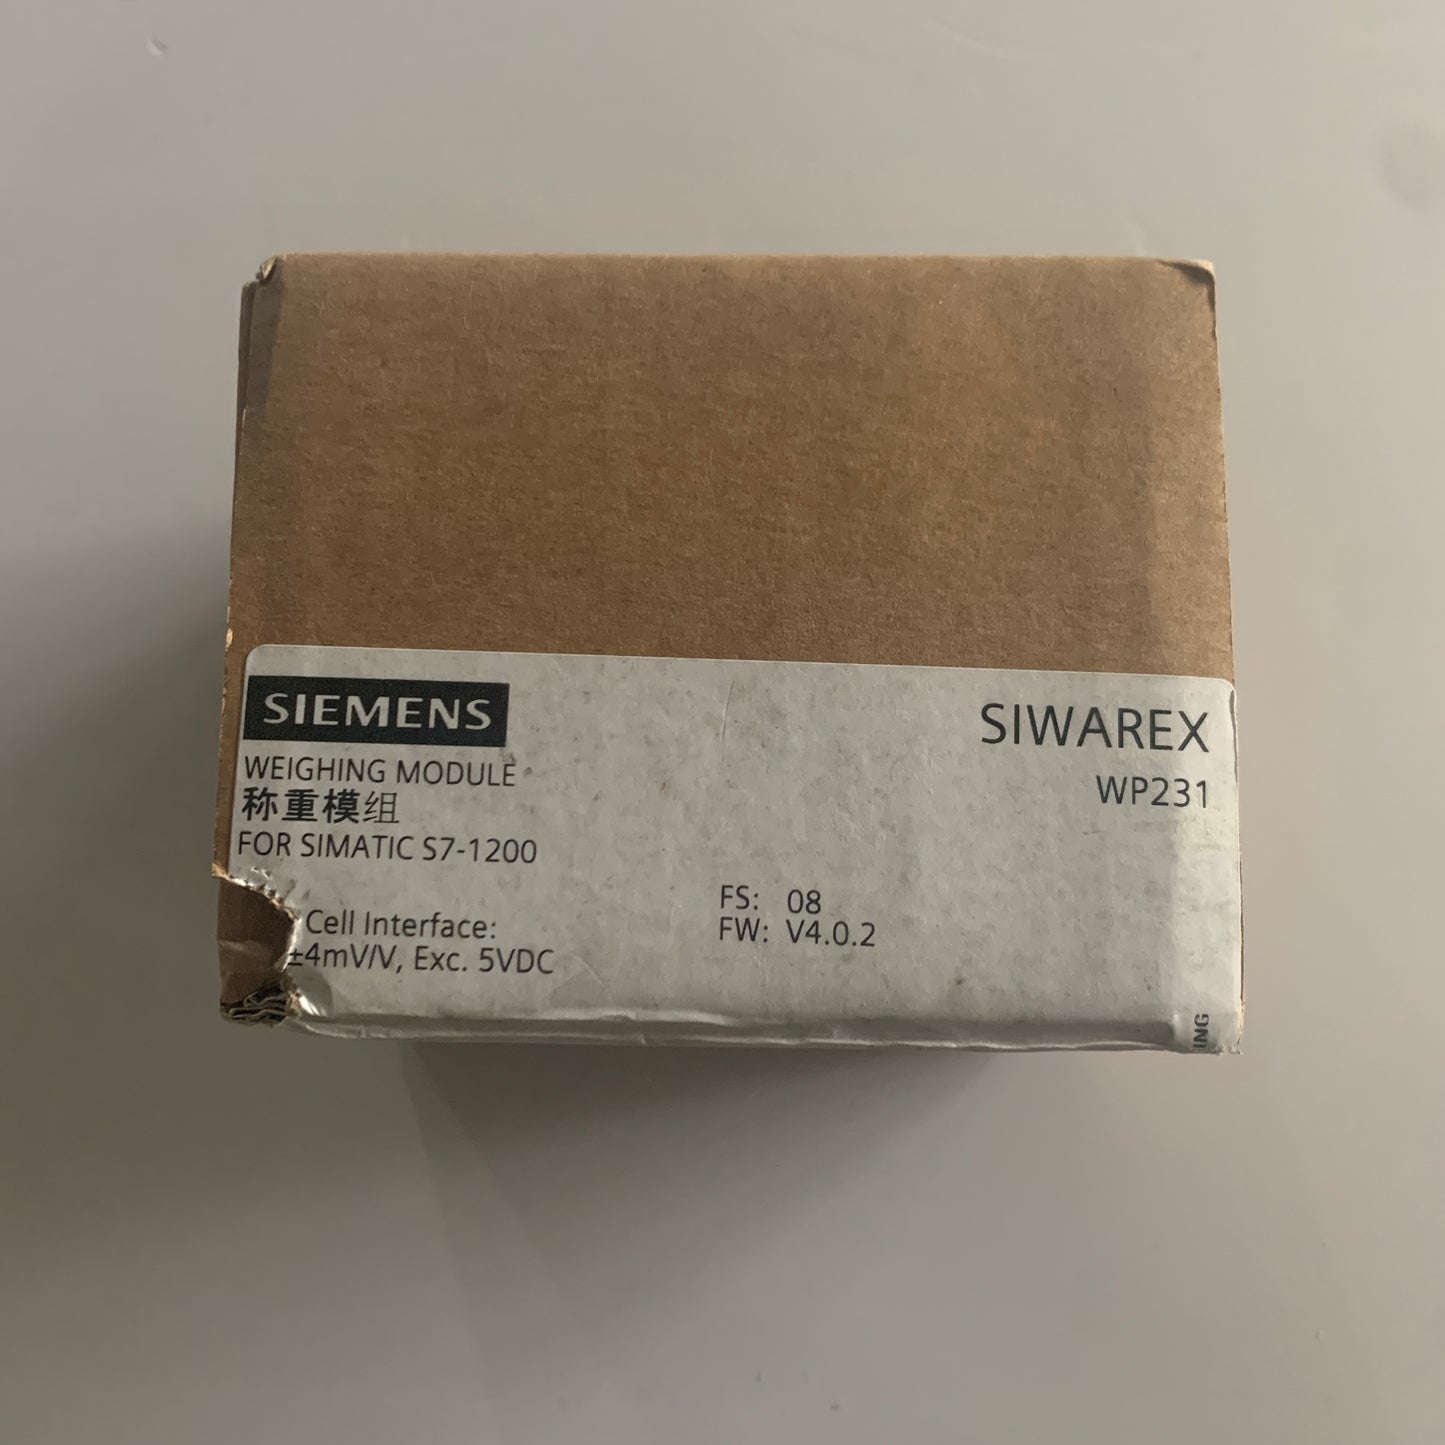 SIEMENS
SIWAREX
WEIGHING MODULE
WP231
称重模组
FOR SIMATIC S7-1200
FS: 08
Cell Interface:
FW: V4.0.2
±4mV/V, Exc. 5VDC